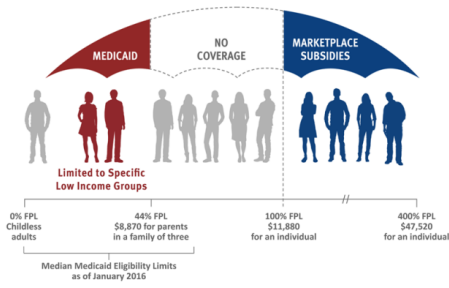 MEDICAID
NO
COVERAGE
MARKETPLACE
SUBSIDIES
Limited to Specific
Low Income Groups
0% FPL
Childless
adults
44% FPL
$8,870 for parents
in a family of three
100% FPL
$11,880
for an individual
400% FPL
$47,520
for an individual
Median Medicaid Eligibility Limits
as of January 2016